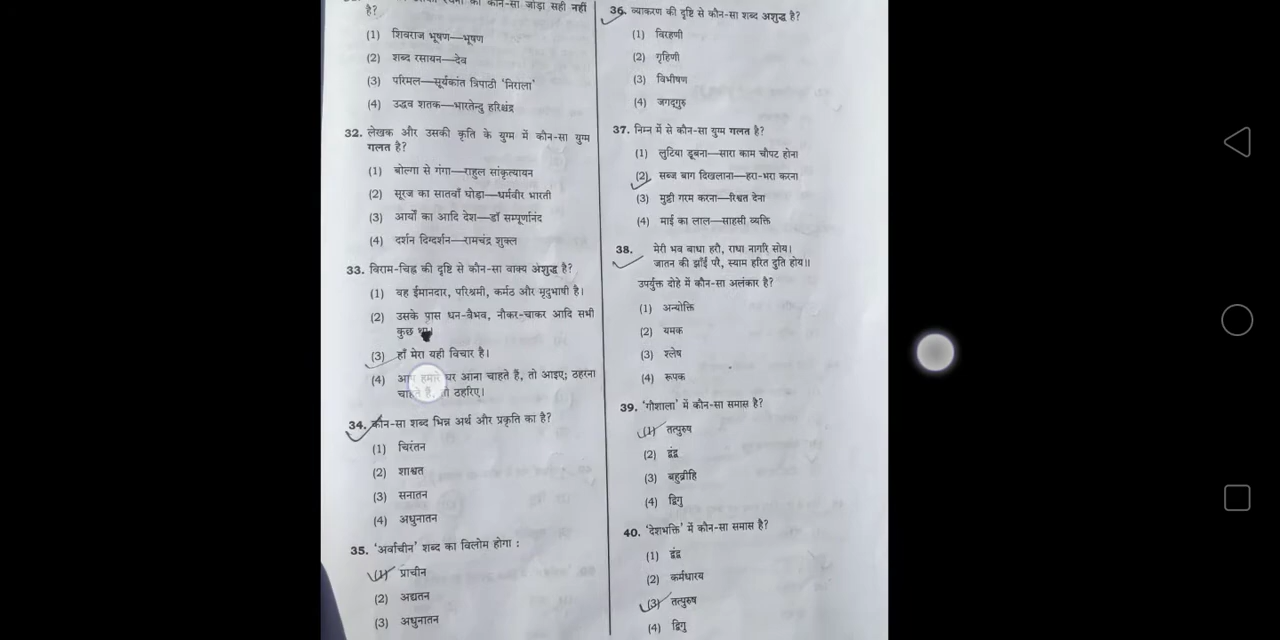 है?
(1) शिवराज भूषण—भूषण
(2) शब्द रसायन—देव
(3) परिमल—सूर्यकांत त्रिपाठी 'निराला'
(4) उद्धव शतक—भारतेन्दु हरिश्चंद्र
32. लेखक और उसकी कृति के युग्म में कौन-सा युग्म
गलत है?
(1) बोल्गा से गंगा—राहुल सांकृत्यायन
(2) सूरज का सातवाँ घोड़ा—धर्मवीर भारती
(3) आर्यों का आदि देश—डॉ सम्पूर्णानंद
(4) दर्शन दिग्दर्शन—रामचंद्र शुक्ल
33. विराम-चिह्न की दृष्टि से कौन-सा वाक्य अशुद्ध है?
(1) वह ईमानदार, परिश्रमी, कर्मठ और मृदुभाषी है।
(2) उसके पास धन-वैभव, नौकर-चाकर आदि सभी
कुछ था।
(3) हाँ मेरा यही विचार है।
(4) आप हमारे घर आना चाहते हैं, तो आइए; ठहरना
चाहते हैं, तो ठहरिए।
34. कौन-सा शब्द भिन्न अर्थ और प्रकृति का है?
(1) चिरंतन
(2) शाश्वत
(3) सनातन
(4) अधुनातन
35. 'अर्वाचीन' शब्द का विलोम होगा :
(1) प्राचीन
(2) अद्यतन
(3) अधुनातन
36. व्याकरण की दृष्टि से कौन-सा शब्द अशुद्ध है?
(1) विरहणी
(2) गृहिणी
(3) विभीषण
(4) जगद्गुरु
37. निम्न में से कौन-सा युग्म गलत है?
(1) लुटिया डूबना—सारा काम चौपट होना
(2) सब्ज बाग दिखलाना—हरा-भरा करना
(3) मुट्ठी गरम करना—रिश्वत देना
(4) माई का लाल—साहसी व्यक्ति
38. मेरी भव बाधा हरौ, राधा नागरि सोय।
जातन की झाँई परै, स्याम हरित दुति होय॥
उपर्युक्त दोहे में कौन-सा अलंकार है?
(1) अन्योक्ति
(2) यमक
(3) श्लेष
(4) रूपक
39. 'गौशाला' में कौन-सा समास है?
(1) तत्पुरुष
(2) द्वंद्व
(3) बहुव्रीहि
(4) द्विगु
40. 'देशभक्ति' में कौन-सा समास है?
(1) द्वंद्व
(2) कर्मधारय
(3) तत्पुरुष
(4) द्विगु